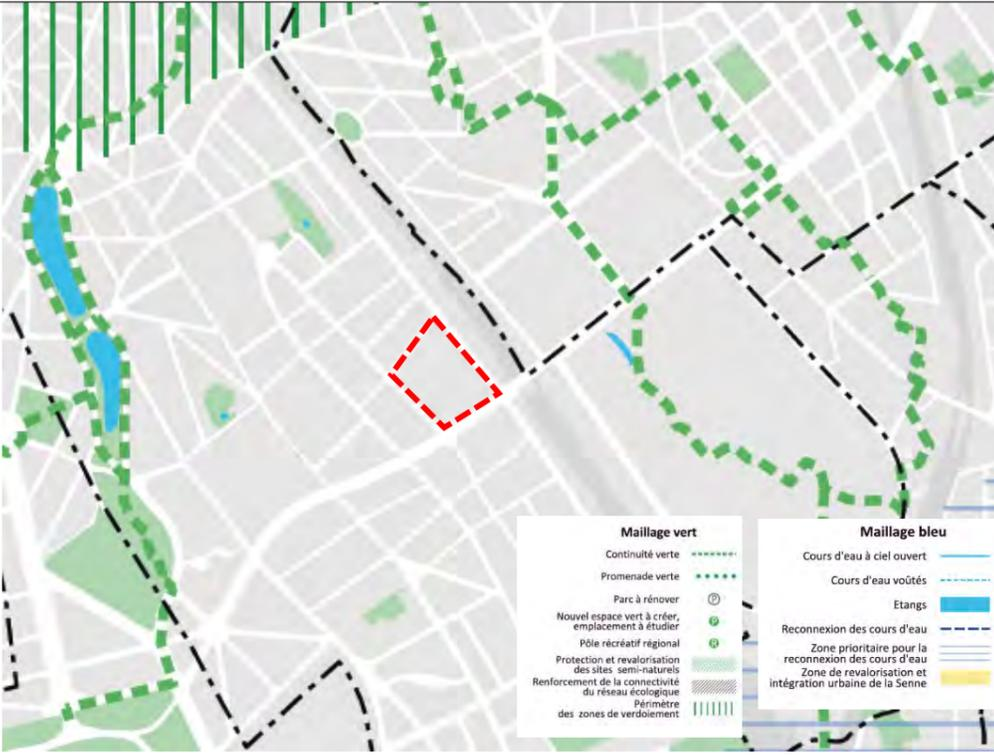 Maillage vert
Continuité verte
Promenade verte
Parc à rénover
P
Nouvel espace vert à créer,
emplacement à étudier
P
Pôle récréatif régional
R
Protection et revalorisation
des sites semi-naturels
Renforcement de la connectivité
du réseau écologique
Périmètre
des zones de verdoiement
Maillage bleu
Cours d'eau à ciel ouvert
Cours d'eau voûtés
Etangs
Reconnexion des cours d'eau
Zone prioritaire pour la
reconnexion des cours d'eau
Zone de revalorisation et
intégration urbaine de la Senne